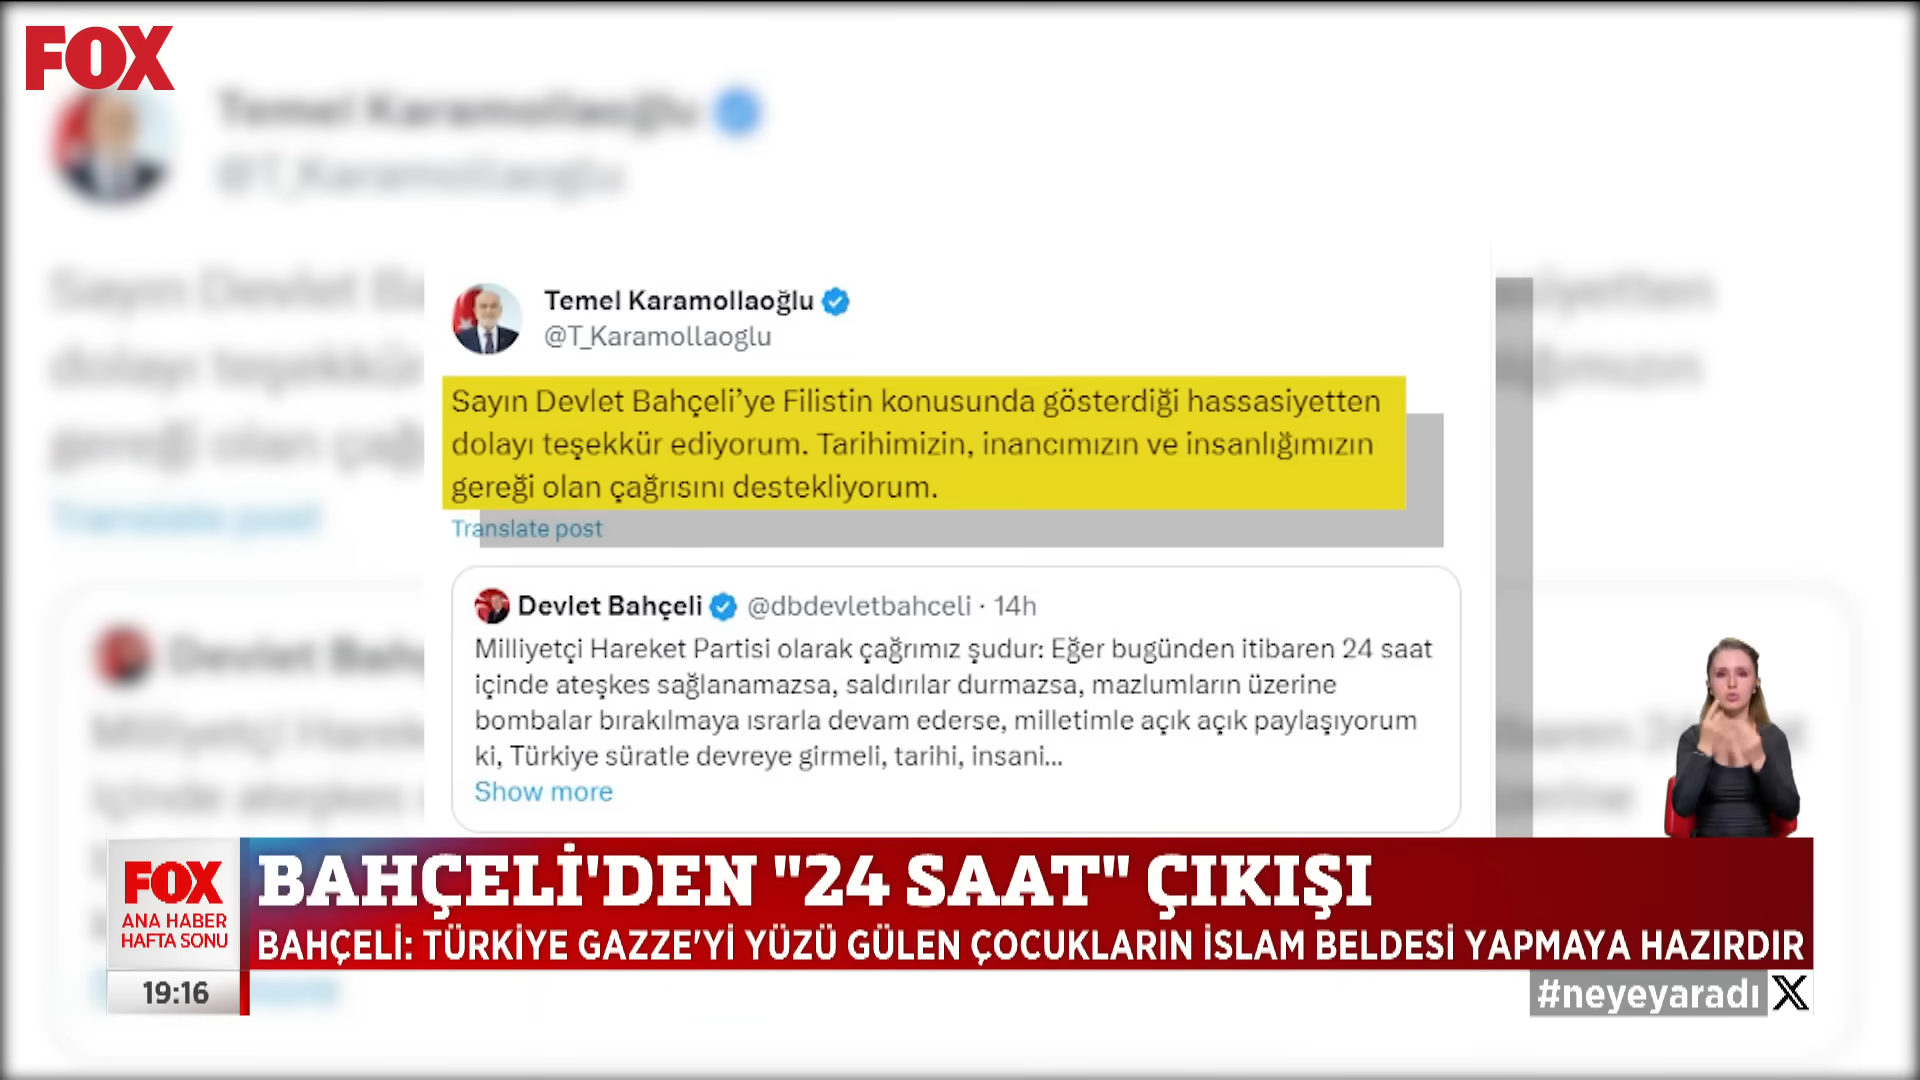 FOX
Temel Karamollaoğlu
@T_Karamollaoglu
Sayın Devlet Bahçeli’ye Filistin konusunda gösterdiği hassasiyetten
dolayı teşekkür ediyorum. Tarihimizin, inancımızın ve insanlığımızın
gereği olan çağrısını destekliyorum.
Translate post
Devlet Bahçeli @dbdevletbahceli · 14h
Milliyetçi Hareket Partisi olarak çağrımız şudur: Eğer bugünden itibaren 24 saat
içinde ateşkes sağlanamazsa, saldırılar durmazsa, mazlumların üzerine
bombalar bırakılmaya ısrarla devam ederse, milletimle açık açık paylaşıyorum
ki, Türkiye süratle devreye girmeli, tarihi, insani...
Show more
FOX
ANA HABER
HAFTA SONU
19:16
BAHÇELİ'DEN "24 SAAT" ÇIKIŞI
BAHÇELİ: TÜRKİYE GAZZE'Yİ YÜZÜ GÜLEN ÇOCUKLARIN İSLAM BELDESİ YAPMAYA HAZIRDIR
#neyeyaradı X